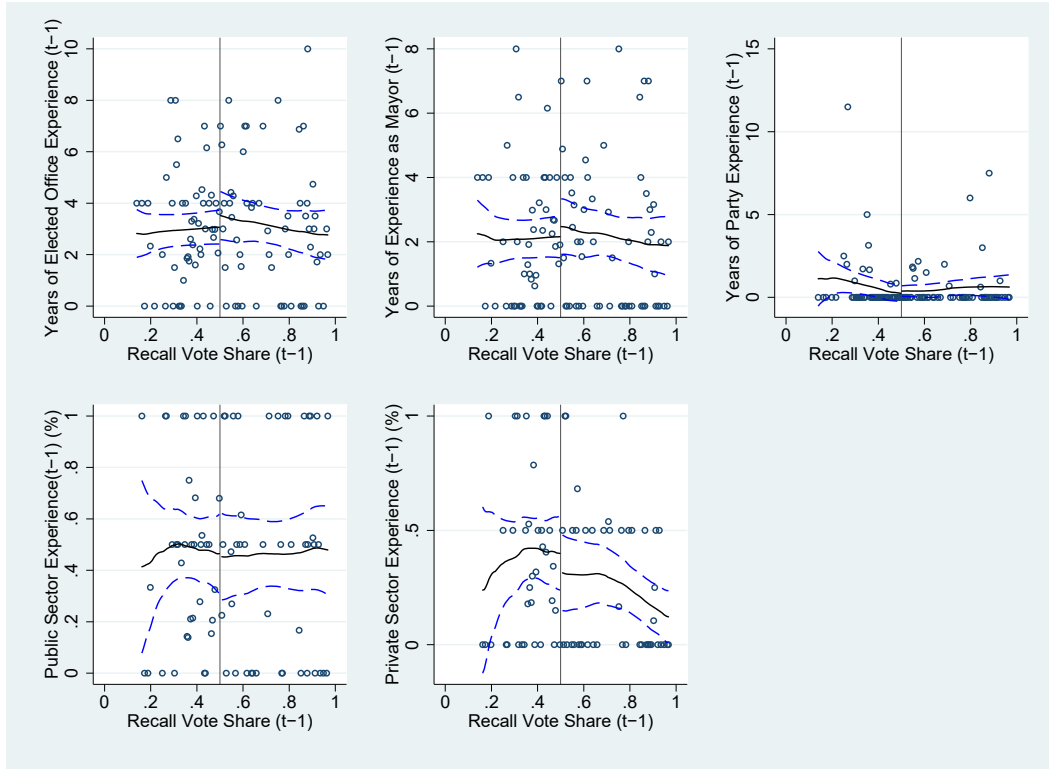 Years of Elected Office Experience (t−1)
0 2 4 6 8 10
0 .2 .4 .6 .8 1
Recall Vote Share (t−1)
Years of Experience as Mayor (t−1)
0 2 4 6 8
0 .2 .4 .6 .8 1
Recall Vote Share (t−1)
Years of Party Experience (t−1)
0 5 10 15
0 .2 .4 .6 .8 1
Recall Vote Share (t−1)
Public Sector Experience(t−1) (%)
0 .2 .4 .6 .8 1
0 .2 .4 .6 .8 1
Recall Vote Share (t−1)
Private Sector Experience (t−1) (%)
0 .5 1
0 .2 .4 .6 .8 1
Recall Vote Share (t−1)